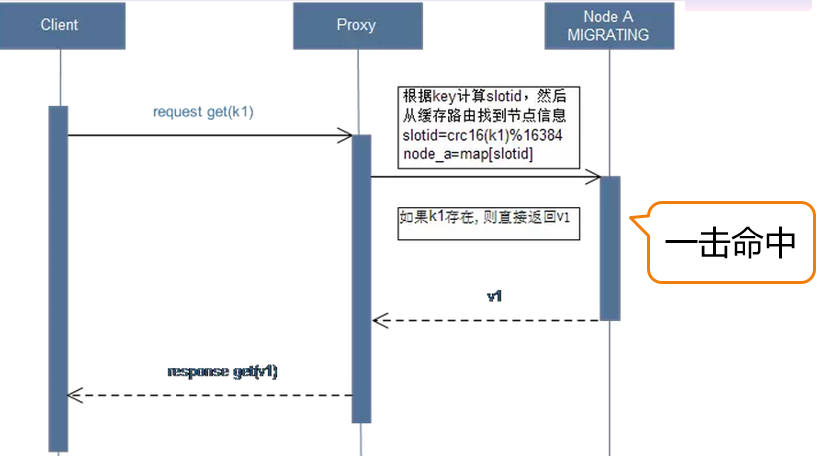 Client
Proxy
Node A
MIGRATING
request get(k1)
根据key计算slotid，然后
从缓存路由找到节点信息
slotid=crc16(k1)%16384
node_a=map[slotid]
如果k1存在, 则直接返回v1
一击命中
v1
response get(v1)